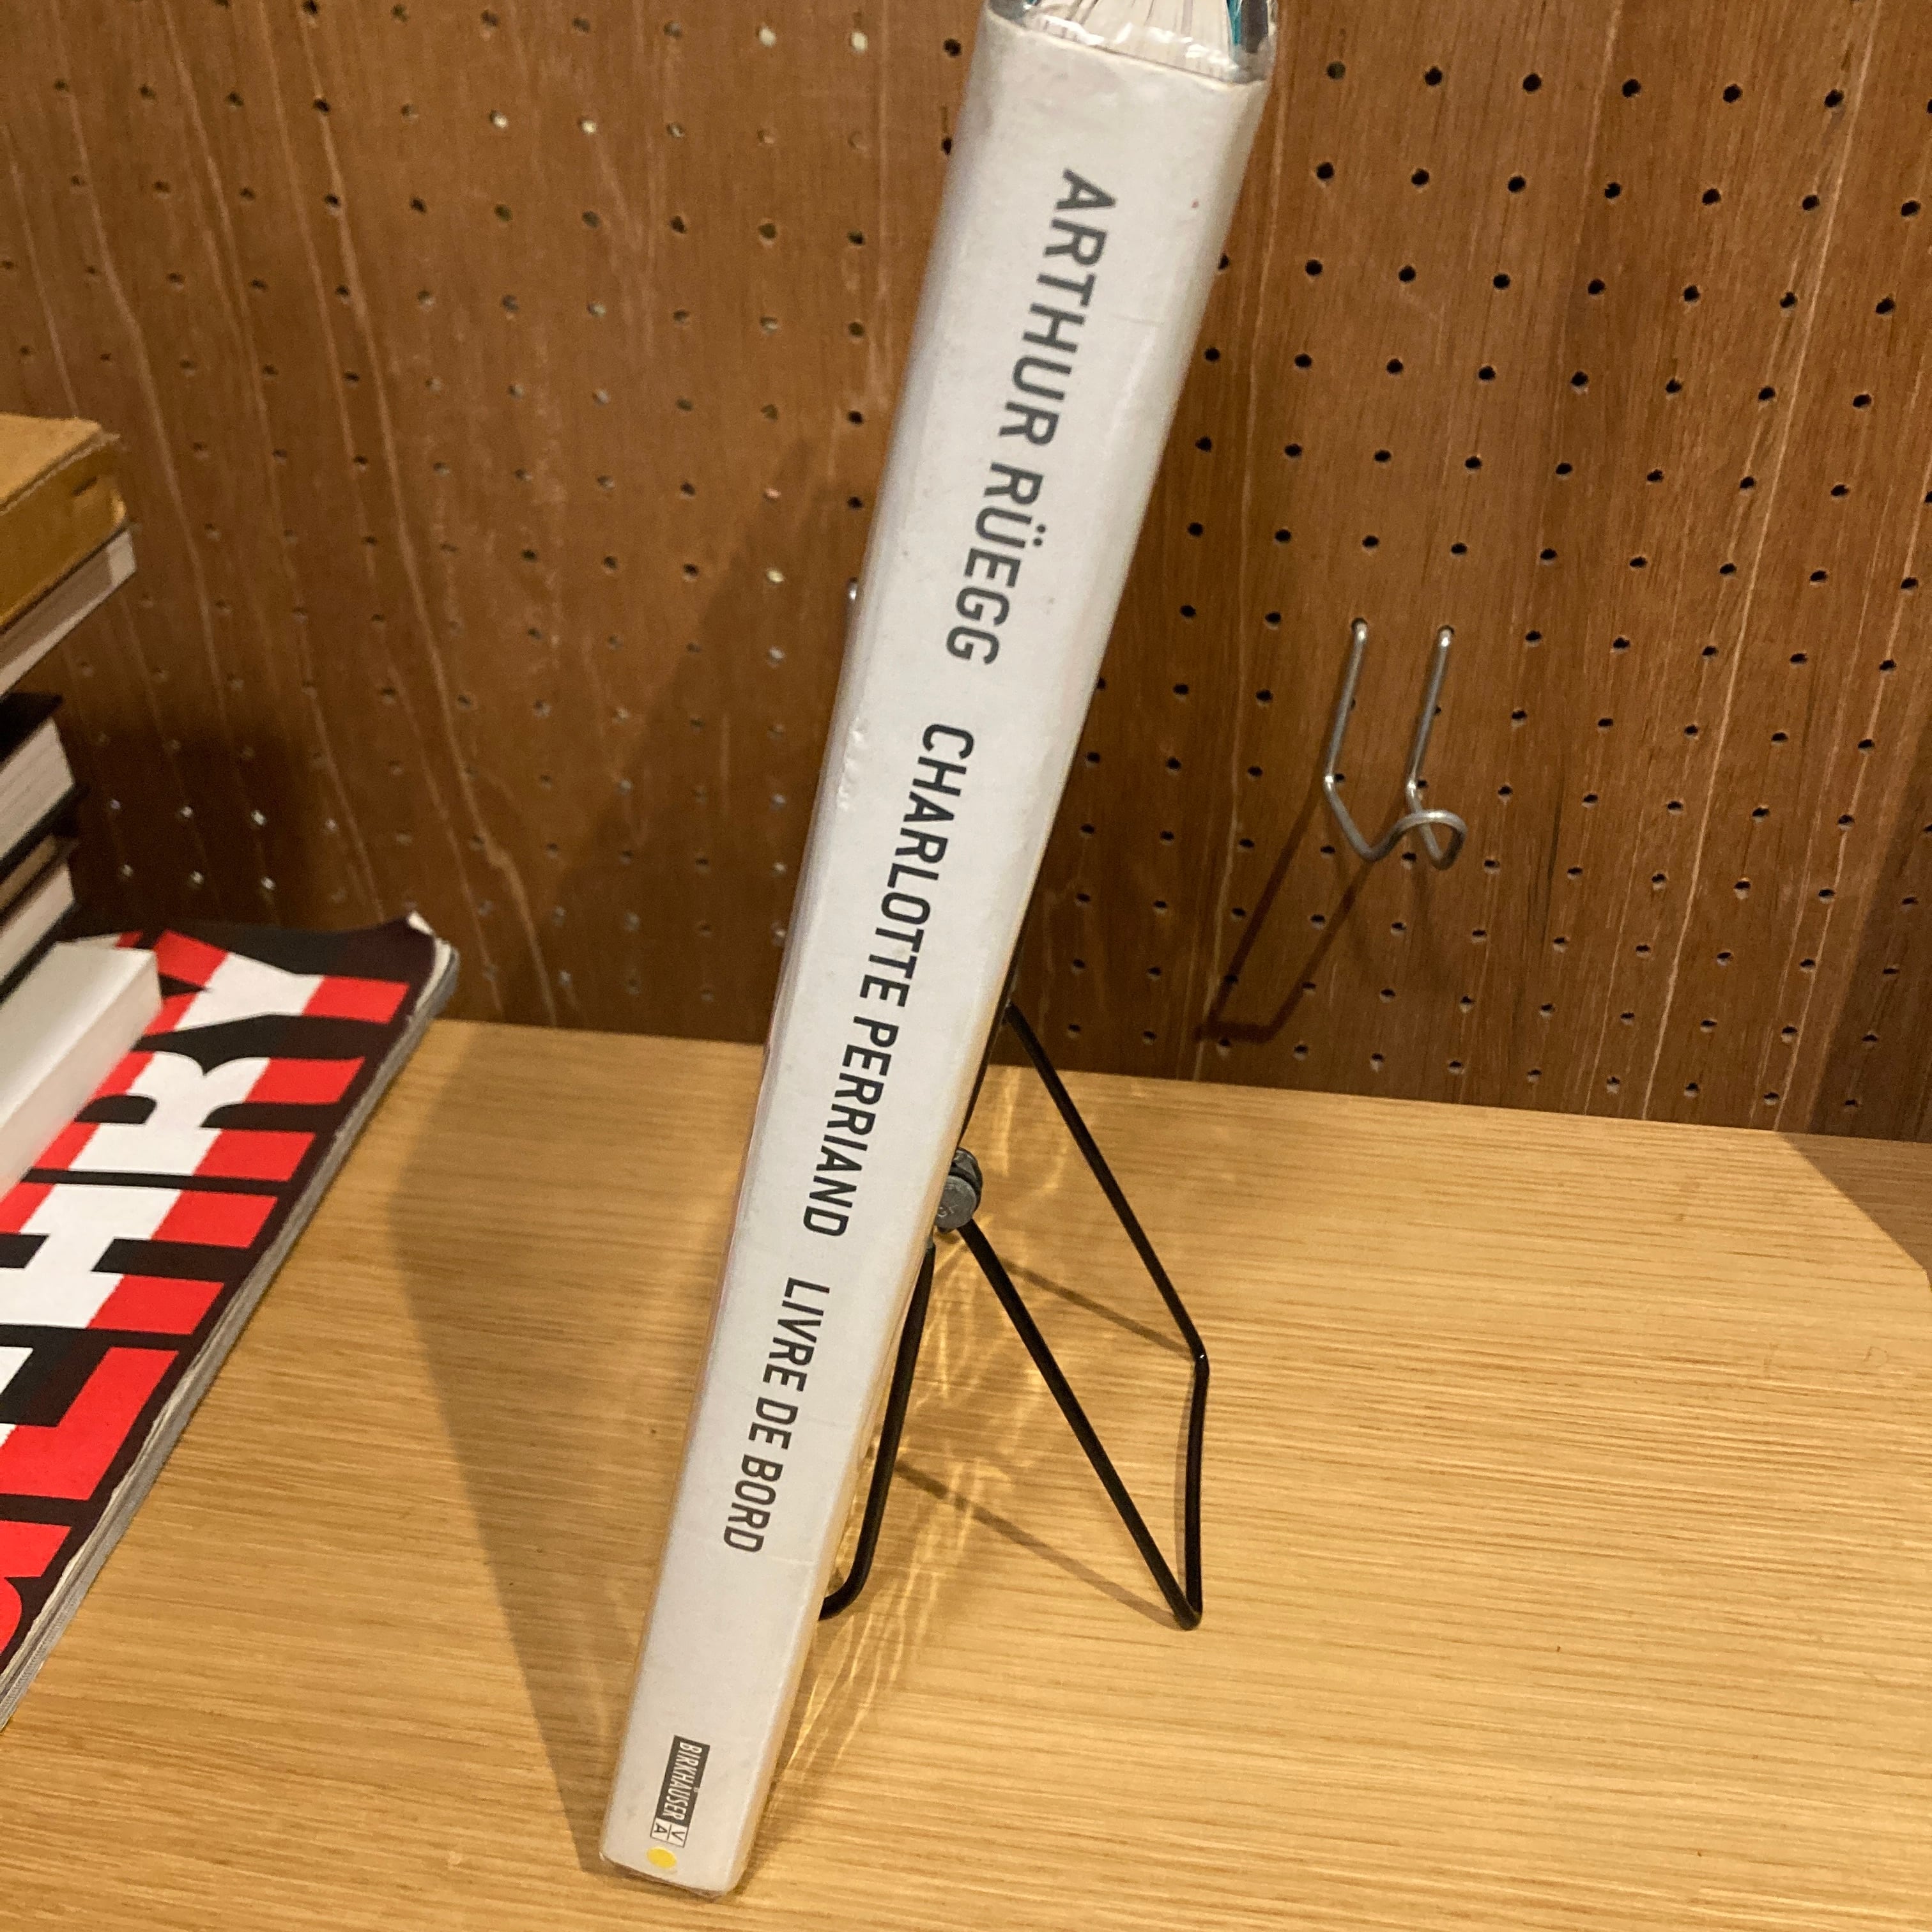 ARTHUR RÜEGG CHARLOTTE PERRIAND LIVRE DE BORD
BIRKHÄUSER
V
A